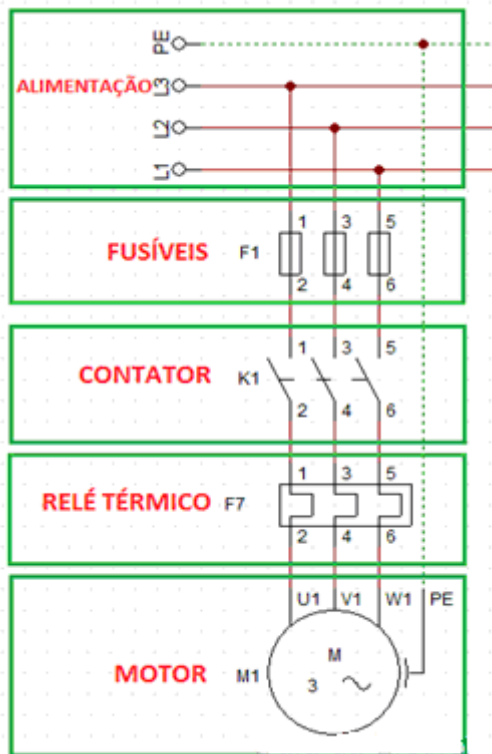 PE
ALIMENTAÇÃO L3
L2
L1
1 3 5
FUSÍVEIS F1
2 4 6
1 3 5
CONTATOR K1
2 4 6
1 3 5
RELÉ TÉRMICO F7
2 4 6
U1 V1 W1 PE
M
MOTOR M1
3